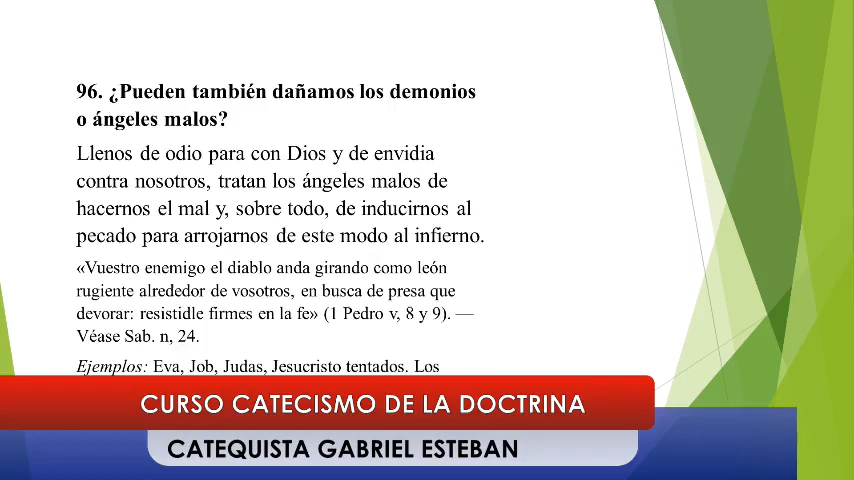 96. ¿Pueden también dañamos los demonios
o ángeles malos?
Llenos de odio para con Dios y de envidia
contra nosotros, tratan los ángeles malos de
hacernos el mal y, sobre todo, de inducirnos al
pecado para arrojarnos de este modo al infierno.
«Vuestro enemigo el diablo anda girando como león
rugiente alrededor de vosotros, en busca de presa que
devorar: resistidle firmes en la fe» (1 Pedro v, 8 y 9). —
Véase Sab. n, 24.
Ejemplos: Eva, Job, Judas, Jesucristo tentados. Los
CURSO CATECISMO DE LA DOCTRINA
CATEQUISTA GABRIEL ESTEBAN